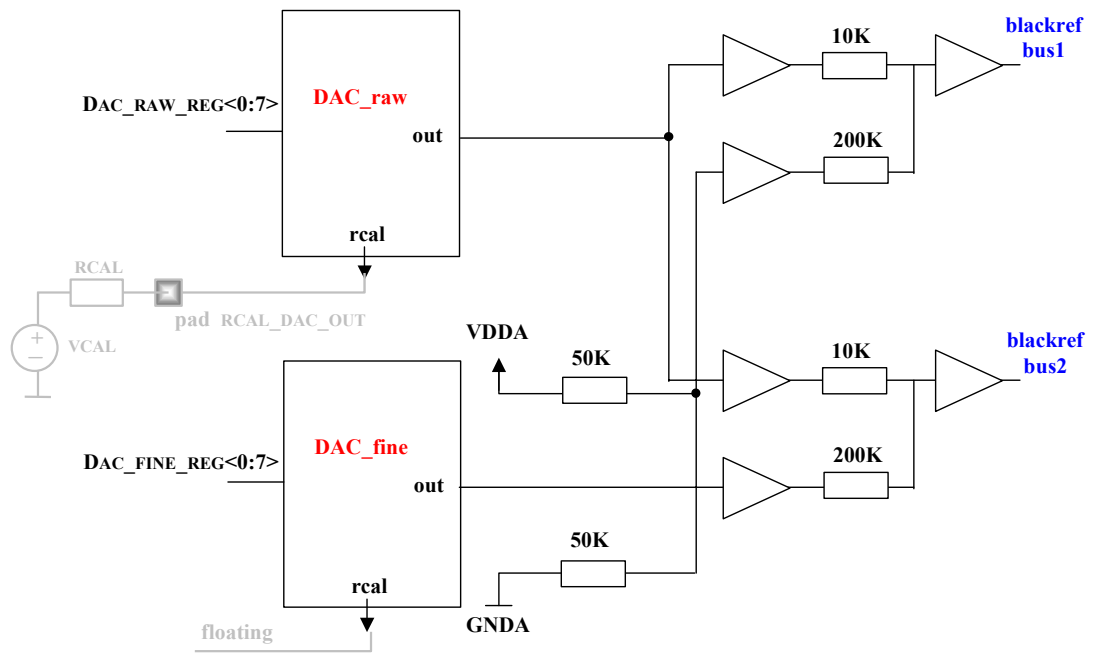 blackref
bus1
10K
DAC_RAW_REG<0:7>
DAC_raw
out
200K
rcal
RCAL
pad RCAL_DAC_OUT
VCAL
+
−
VDDA
50K
10K
blackref
bus2
DAC_FINE_REG<0:7>
DAC_fine
out
200K
50K
rcal
GNDA
floating